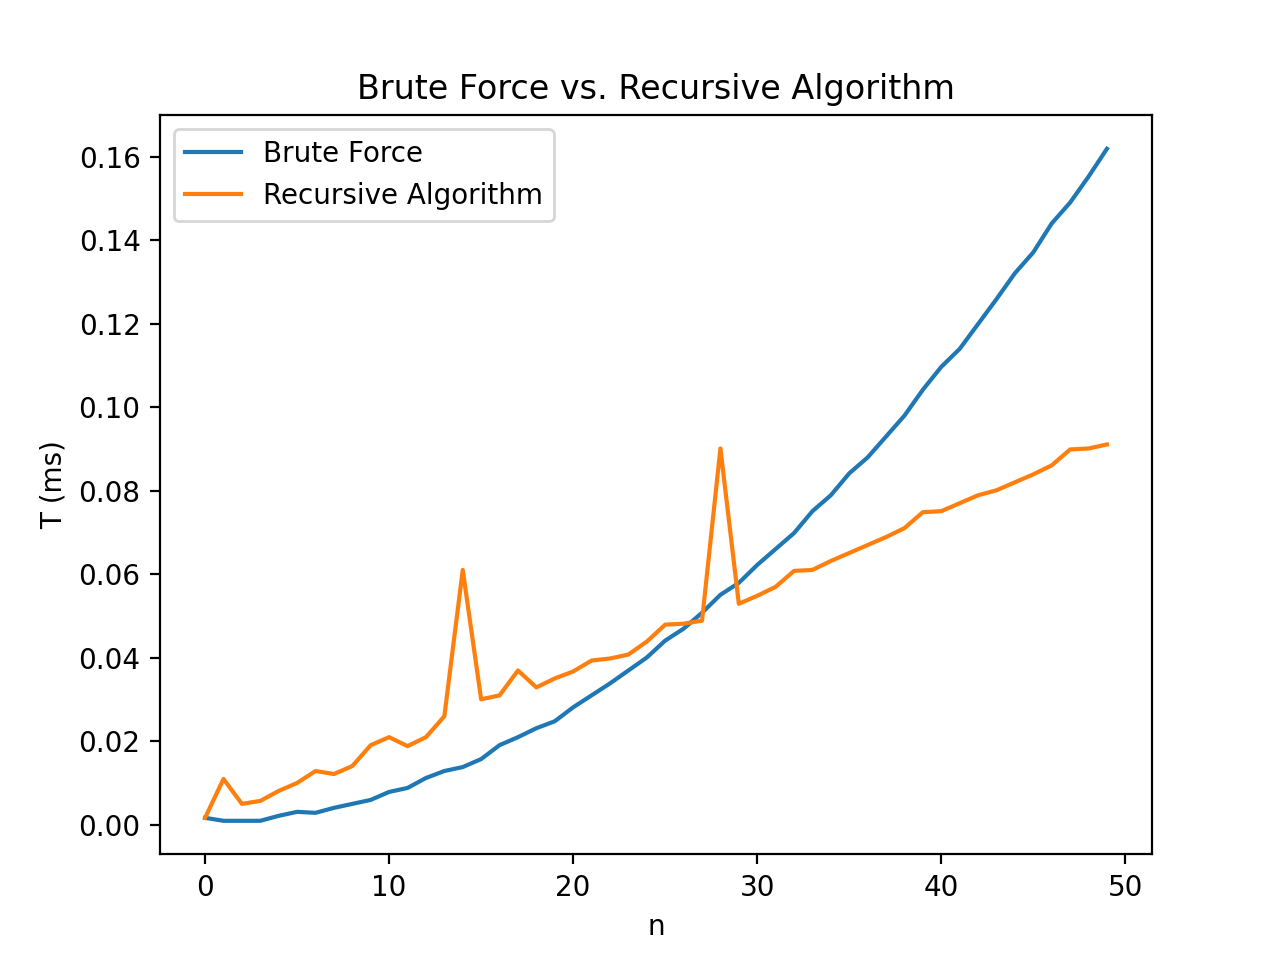 Brute Force vs. Recursive Algorithm
Brute Force
Recursive Algorithm
0.16
0.14
0.12
0.10
0.08
0.06
0.04
0.02
0.00
T (ms)
0 10 20 30 40 50
n